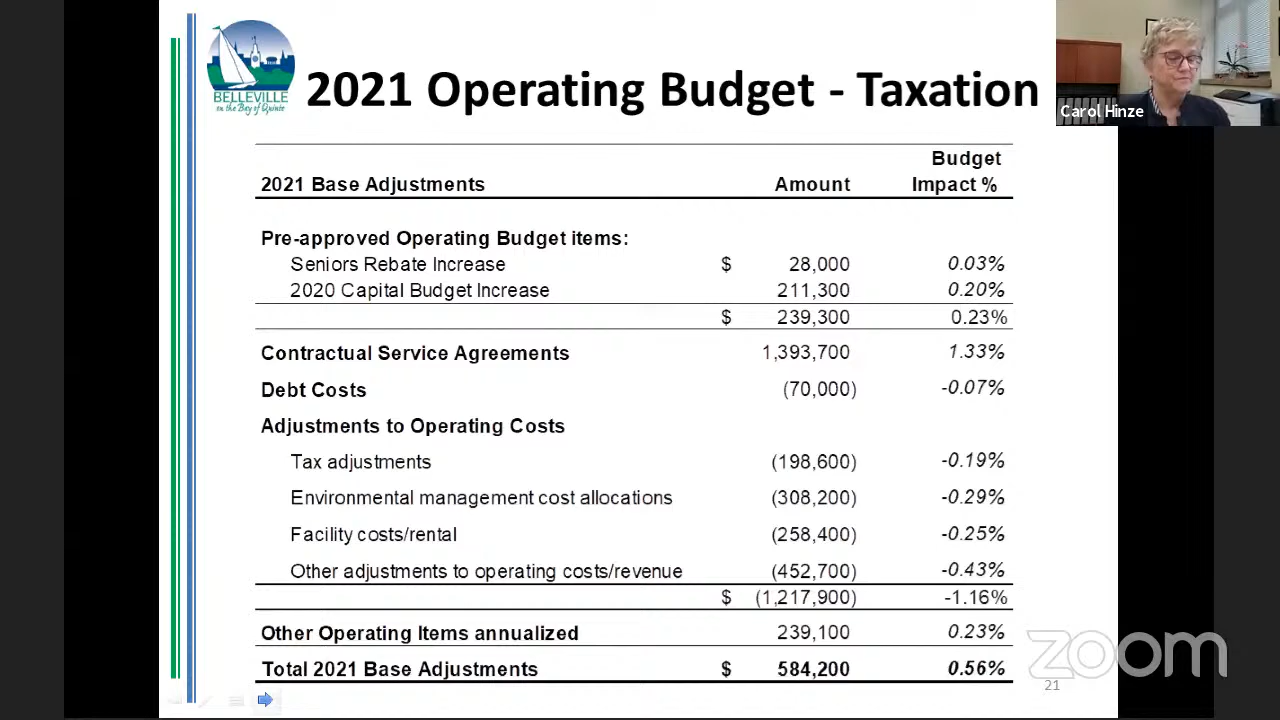 BELLEVILLE
on the Bay of Quinte
2021 Operating Budget - Taxation
Carol Hinze
Budget
2021 Base Adjustments Amount Impact %
Pre-approved Operating Budget items:
Seniors Rebate Increase $ 28,000 0.03%
2020 Capital Budget Increase 211,300 0.20%
$ 239,300 0.23%
Contractual Service Agreements 1,393,700 1.33%
Debt Costs (70,000) -0.07%
Adjustments to Operating Costs
Tax adjustments (198,600) -0.19%
Environmental management cost allocations (308,200) -0.29%
Facility costs/rental (258,400) -0.25%
Other adjustments to operating costs/revenue (452,700) -0.43%
$ (1,217,900) -1.16%
Other Operating Items annualized 239,100 0.23%
Total 2021 Base Adjustments $ 584,200 0.56%
zoom
21